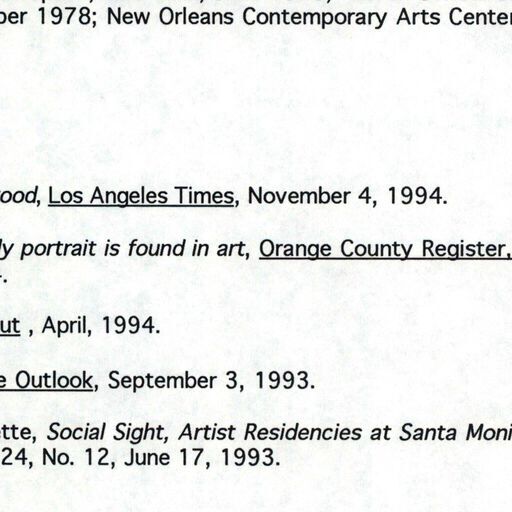 ber 1978; New Orleans Contemporary Arts Center
ood, Los Angeles Times, November 4, 1994.
ly portrait is found in art, Orange County Register,
.
ut , April, 1994.
e Outlook, September 3, 1993.
tte, Social Sight, Artist Residencies at Santa Moni
24, No. 12, June 17, 1993.